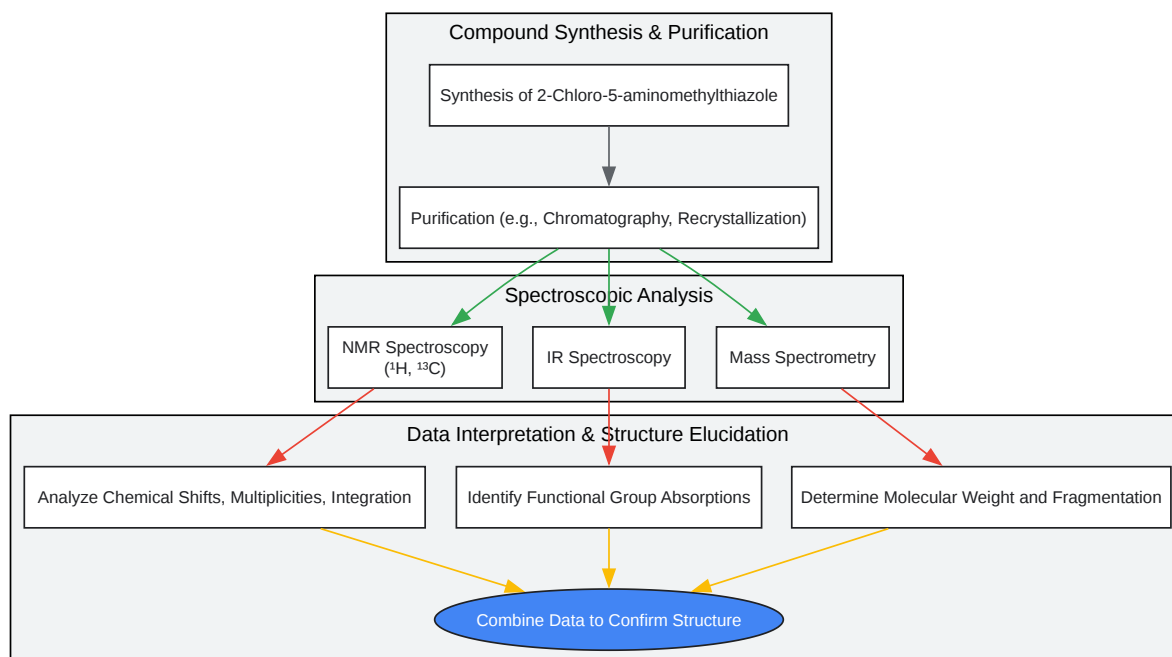 Compound Synthesis & Purification
Synthesis of 2-Chloro-5-aminomethylthiazole
Purification (e.g., Chromatography, Recrystallization)
Spectroscopic Analysis
NMR Spectroscopy
(¹H, ¹³C)
IR Spectroscopy
Mass Spectrometry
Data Interpretation & Structure Elucidation
Analyze Chemical Shifts, Multiplicities, Integration
Identify Functional Group Absorptions
Determine Molecular Weight and Fragmentation
Combine Data to Confirm Structure